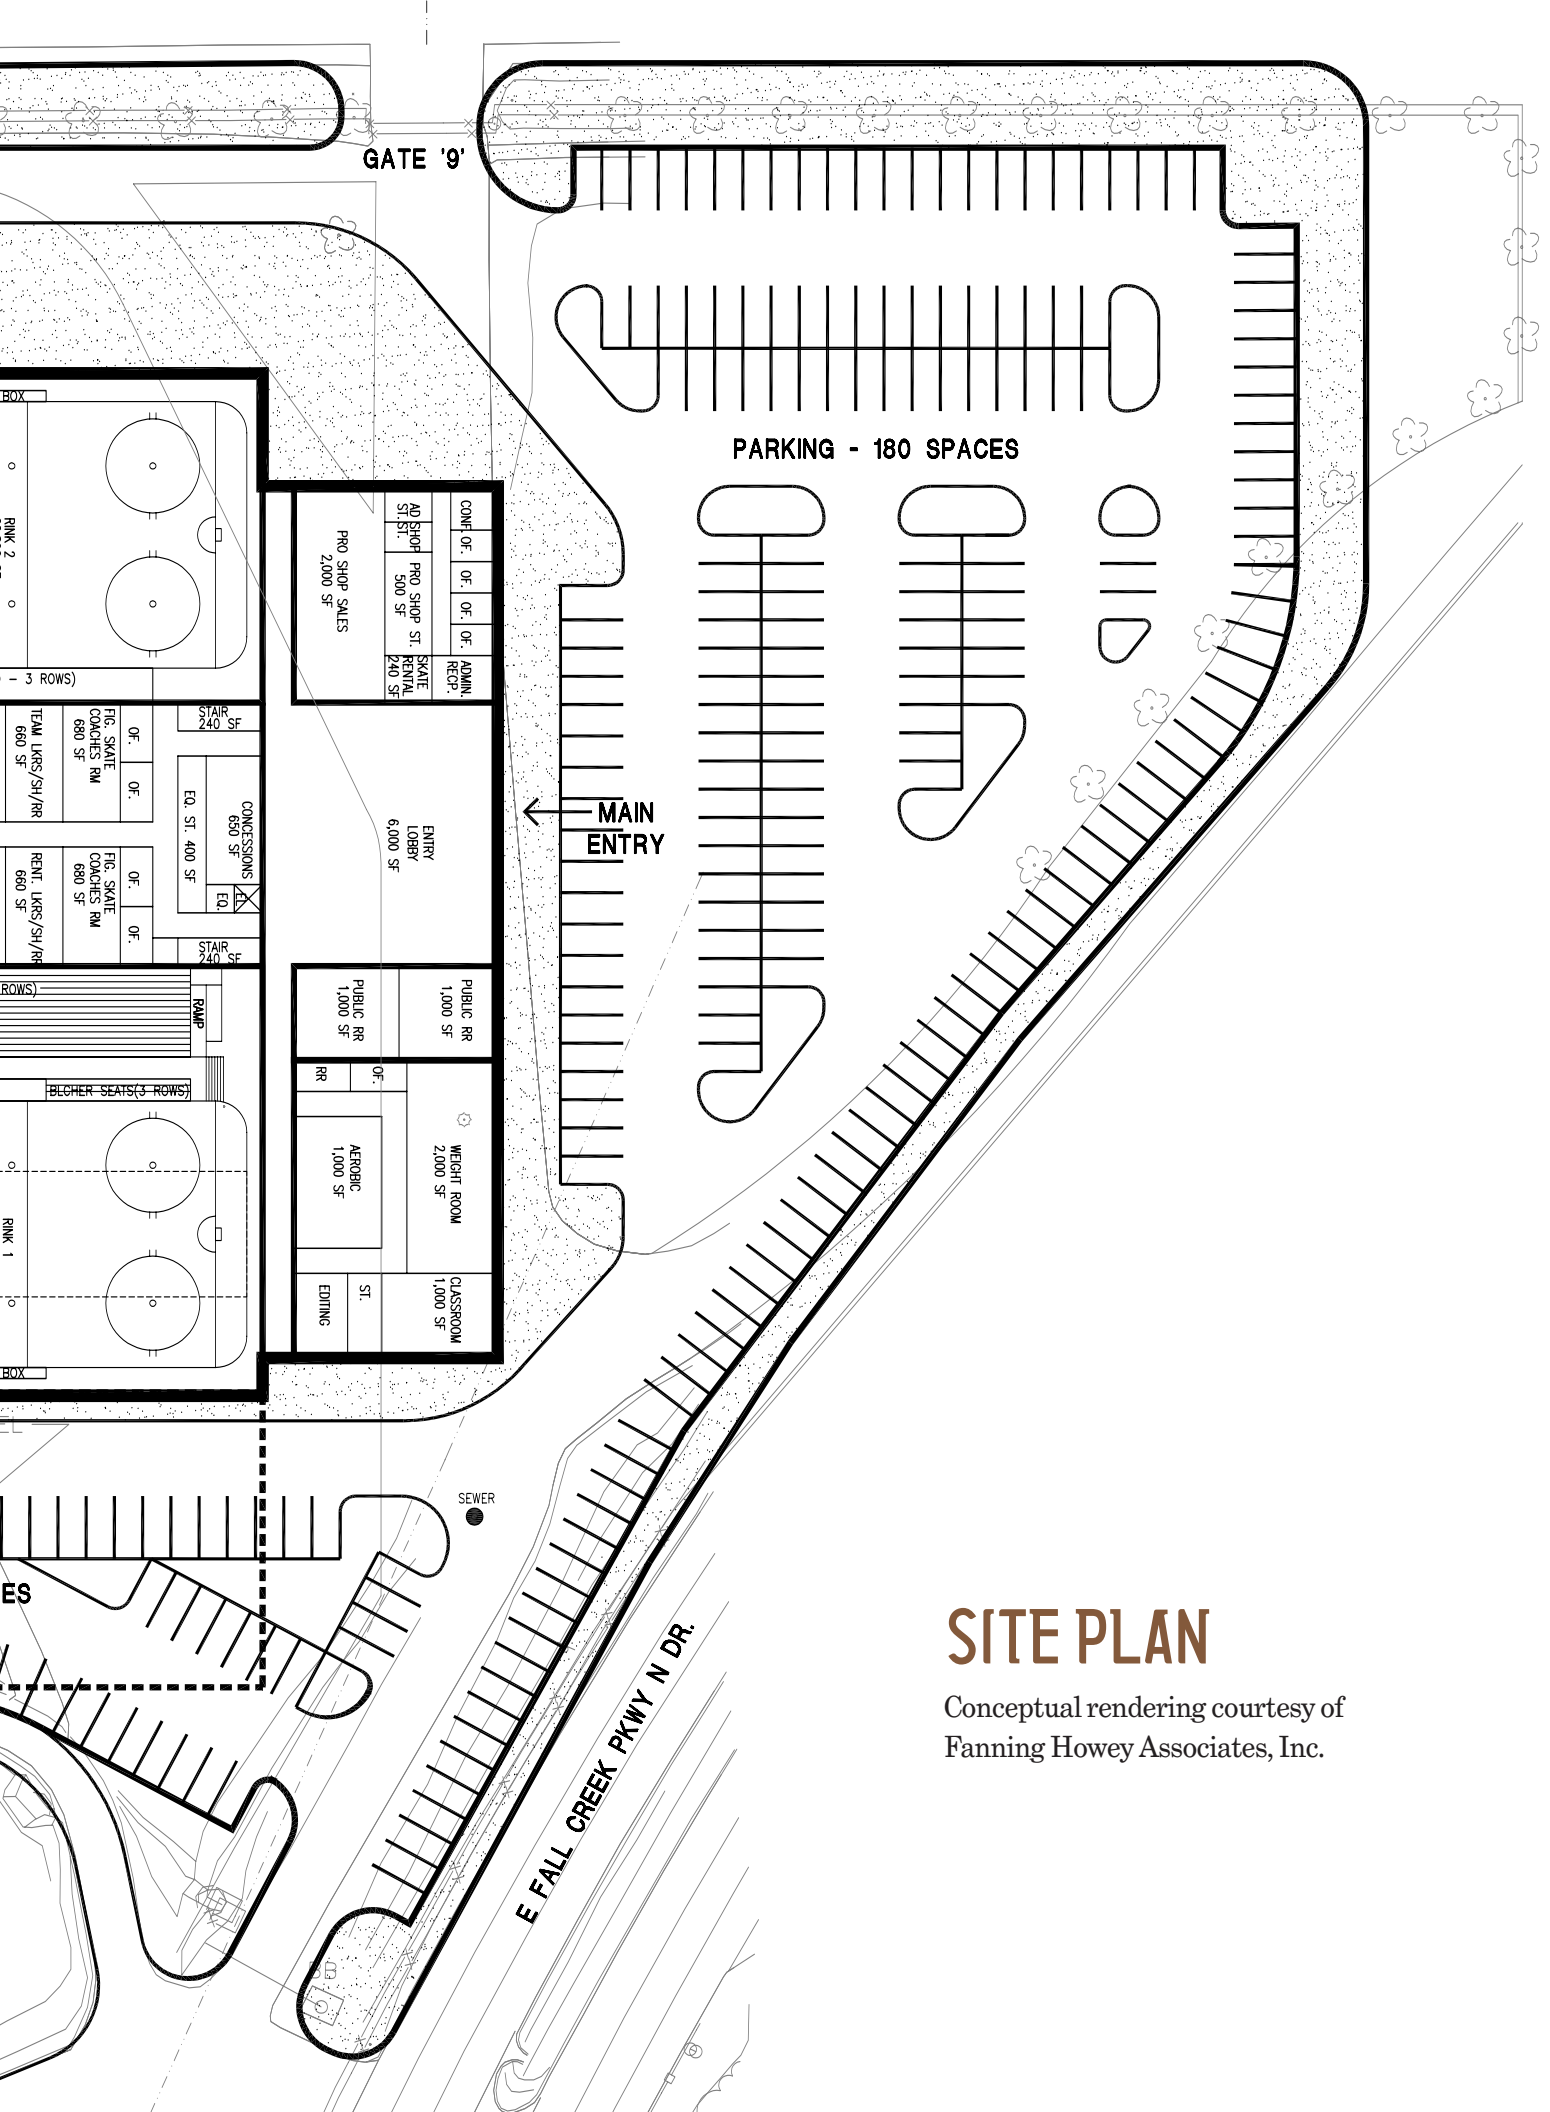 GATE '9'
BOX
RINK 2
- 3 ROWS)
PARKING - 180 SPACES
PRO SHOP SALES
2,000 SF
AD
ST.
SHOP
ST.
PRO SHOP ST.
500 SF
SKATE
RENTAL
240 SF
CONF.
OF.
OF.
OF.
OF.
ADMIN.
RECP.
TEAM LKRS/SH/RR
660 SF
FIG. SKATE
COACHES RM
680 SF
OF.
OF.
STAIR
240 SF
EQ. ST. 400 SF
CONCESSIONS
650 SF
EQ.
EL
ENTRY
LOBBY
6,000 SF
MAIN
ENTRY
RENT. LKRS/SH/RR
660 SF
FIG. SKATE
COACHES RM
680 SF
OF.
OF.
STAIR
240 SF
ROWS)
RAMP
PUBLIC RR
1,000 SF
PUBLIC RR
1,000 SF
BLCHER SEATS(3 ROWS)
RR
OF.
AEROBIC
1,000 SF
WEIGHT ROOM
2,000 SF
RINK 1
EDITING
ST.
CLASSROOM
1,000 SF
BOX
SEWER
ES
E FALL CREEK PKWY N DR.
BB
SITE PLAN
Conceptual rendering courtesy of
Fanning Howey Associates, Inc.